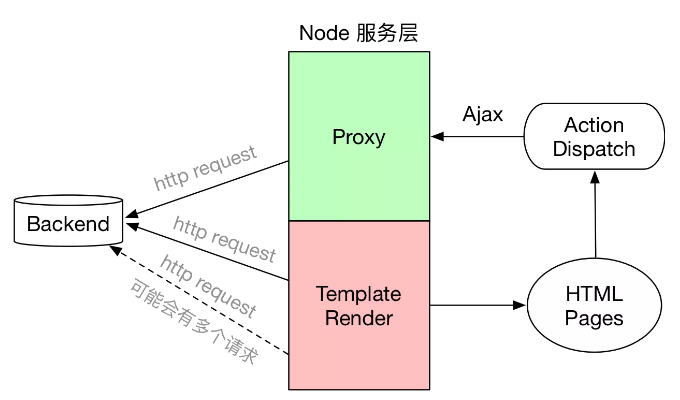 Node 服务层
Proxy
Ajax
Action
Dispatch
http request
Backend
http request
http request
可能会有多个请求
Template
Render
HTML
Pages